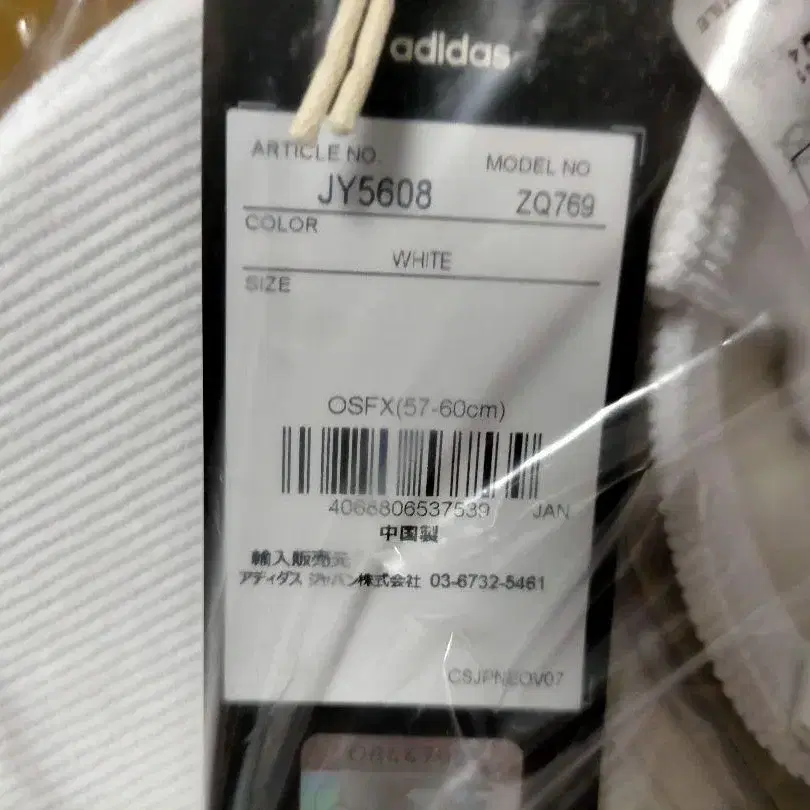 adidas
ARTICLE NO.
MODEL NO
JY5608
ZQ769
COLOR
WHITE
SIZE
OSFX(57-60cm)
4068806537539
JAN
中国製
輸入販売元
アディダス ジャパン株式会社 03-6732-5461
CSJPNEOV07